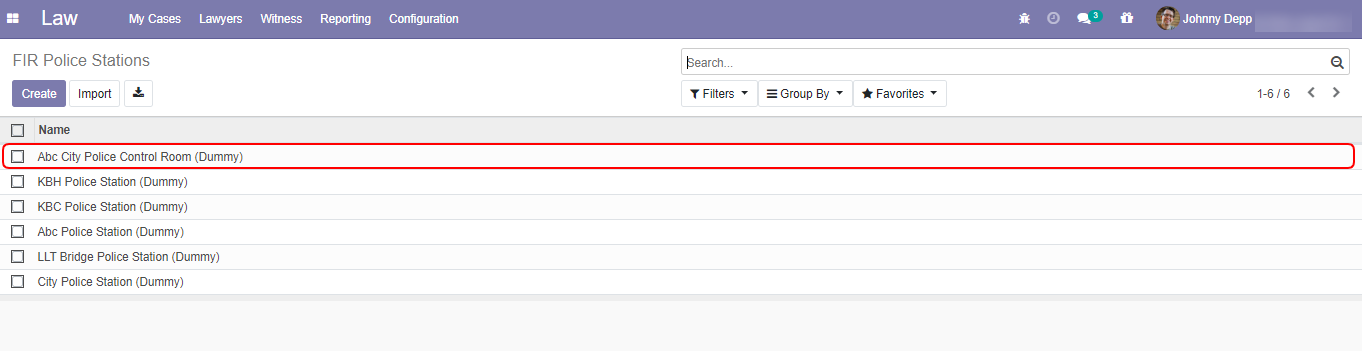 Law My Cases Lawyers Witness Reporting Configuration 3 Johnny Depp
FIR Police Stations Search...
Create Import Filters Group By Favorites 1-6 / 6
Name
Abc City Police Control Room (Dummy)
KBH Police Station (Dummy)
KBC Police Station (Dummy)
Abc Police Station (Dummy)
LLT Bridge Police Station (Dummy)
City Police Station (Dummy)